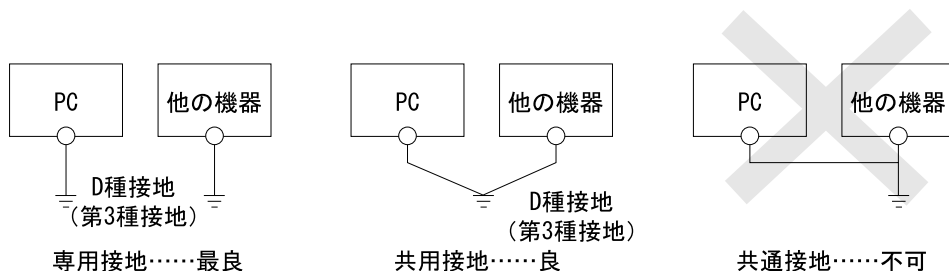 PC
他の機器
D種接地
(第3種接地)
専用接地……最良
PC
他の機器
D種接地
(第3種接地)
共用接地……良
PC
他の機器
共通接地……不可